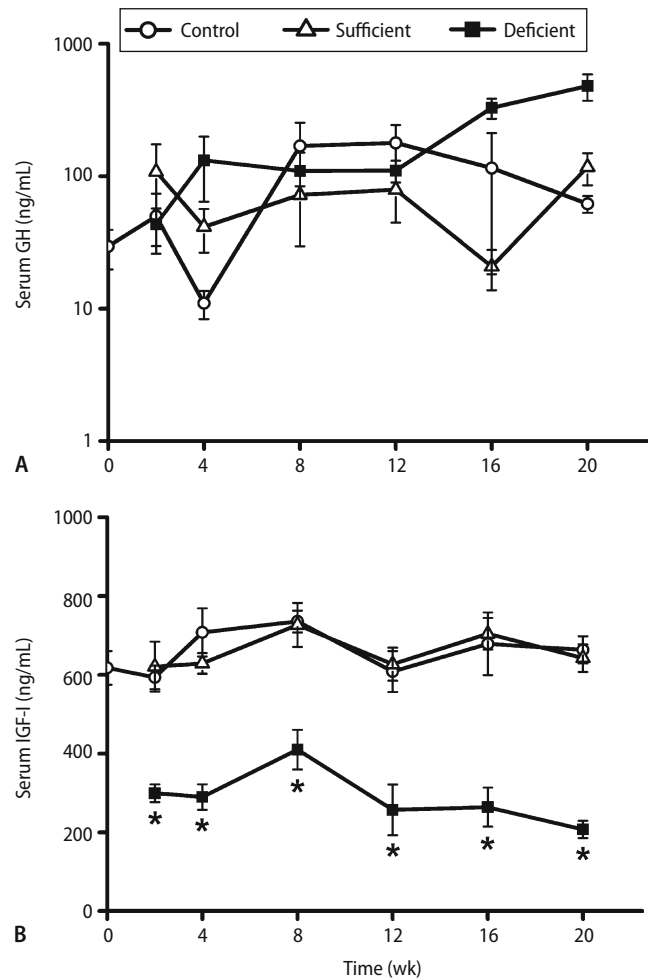 Control Sufficient Deficient
1000
100
10
1
Serum GH (ng/mL)
A
0 4 8 12 16 20
1000
800
600
400
200
0
Serum IGF-I (ng/mL)
* * * * * *
B
0 4 8 12 16 20
Time (wk)